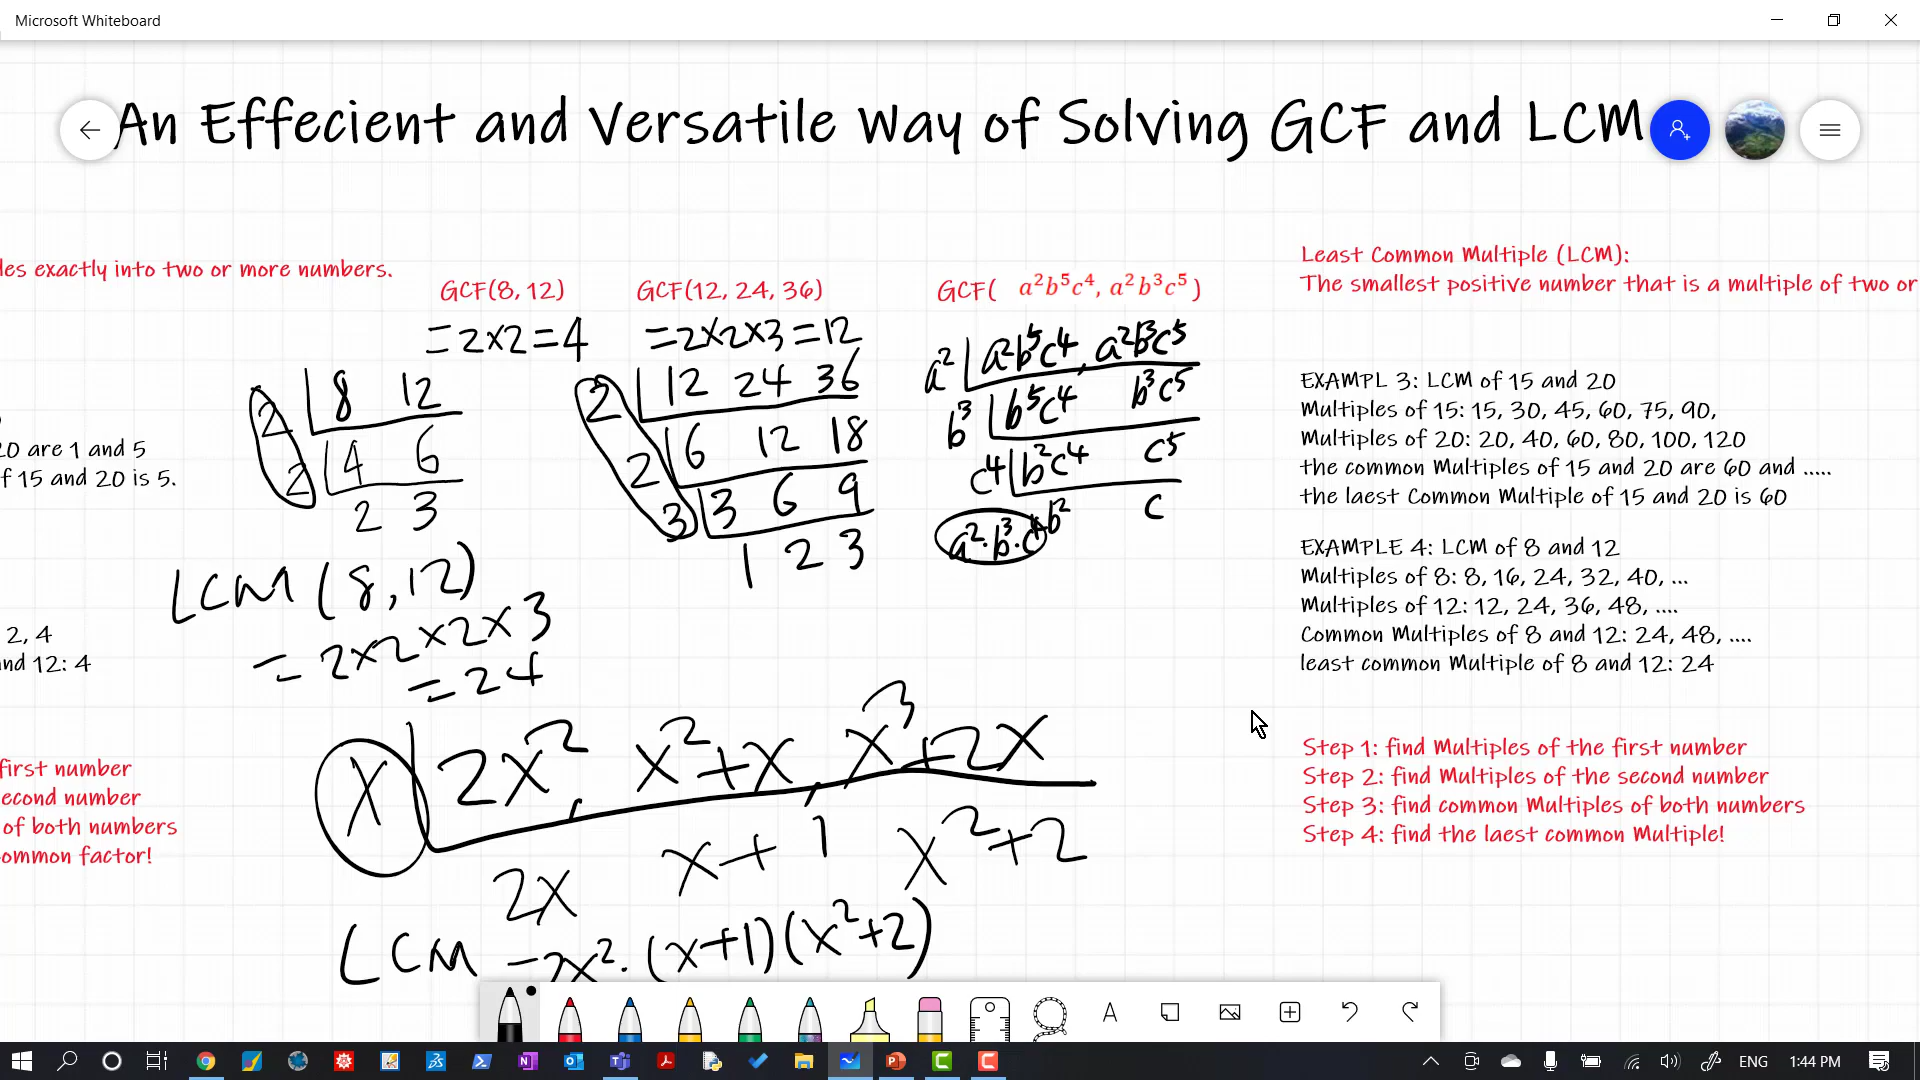 Microsoft Whiteboard
An Effecient and Versatile Way of Solving GCF and LCM
des exactly into two or more numbers.
20 are 1 and 5
f 15 and 20 is 5.
2, 4
nd 12: 4
first number
econd number
of both numbers
ommon factor!
GCF(8, 12)
=2×2=4
2 8 12
2 4 6
2 3
LCM (8,12)
= 2×2×2×3
=24
GCF(12, 24, 36)
=2×2×3=12
2 12 24 36
2 6 12 18
3 3 6 9
1 2 3
GCF( a²b⁵c⁴, a²b³c⁵)
a² a²b⁵c⁴, a²b³c⁵
b³ b⁵c⁴ b³c⁵
c⁴ b²c⁴ c⁵
b² c
a²·b³·c⁴
x 2x², x²+x, x³+2x
2x x+1 x²+2
LCM =2x²·(x+1)(x²+2)
Least Common Multiple (LCM):
The smallest positive number that is a multiple of two or
EXAMPL 3: LCM of 15 and 20
Multiples of 15: 15, 30, 45, 60, 75, 90,
Multiples of 20: 20, 40, 60, 80, 100, 120
the common Multiples of 15 and 20 are 60 and .....
the laest Common Multiple of 15 and 20 is 60
EXAMPLE 4: LCM of 8 and 12
Multiples of 8: 8, 16, 24, 32, 40, ...
Multiples of 12: 12, 24, 36, 48, ....
Common Multiples of 8 and 12: 24, 48, ....
least common Multiple of 8 and 12: 24
Step 1: find Multiples of the first number
Step 2: find Multiples of the second number
Step 3: find common Multiples of both numbers
Step 4: find the laest common Multiple!
ENG 1:44 PM